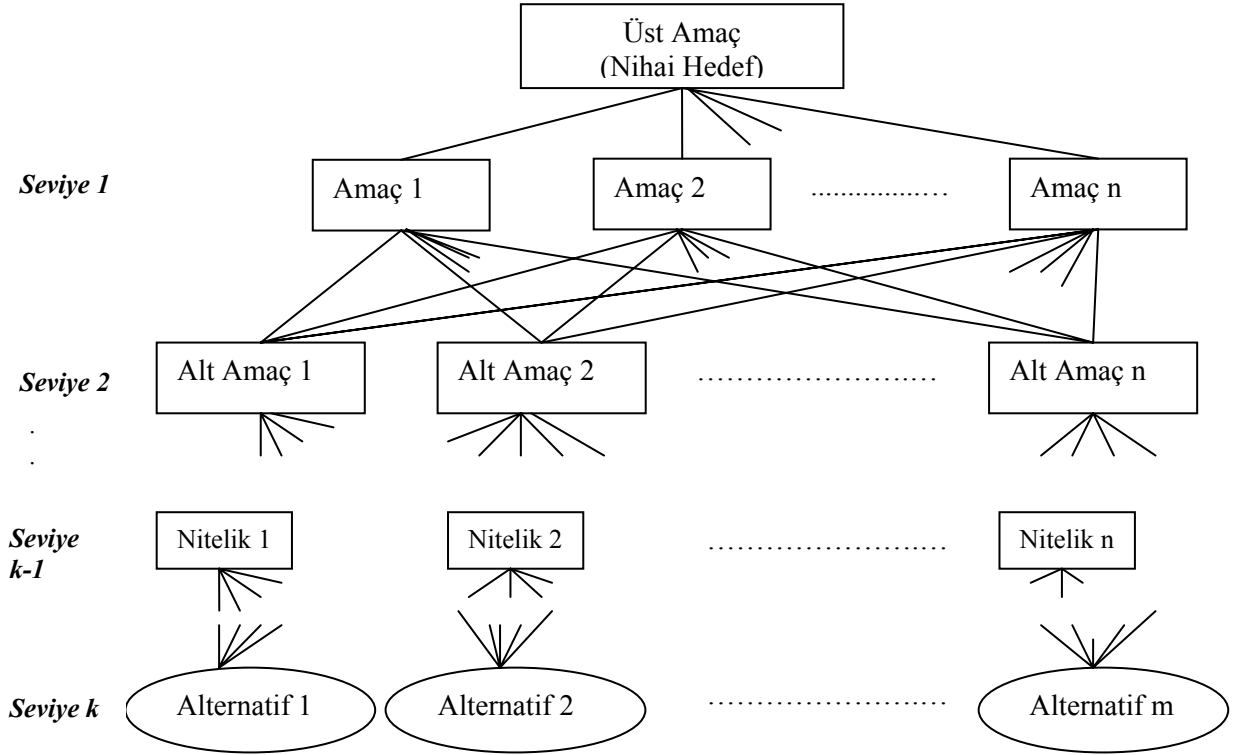 Üst Amaç
(Nihai Hedef)
Seviye 1
Amaç 1
Amaç 2
..............…
Amaç n
Seviye 2
Alt Amaç 1
Alt Amaç 2
…………………..…
Alt Amaç n
.
.
Seviye
k-1
Nitelik 1
Nitelik 2
…………………..…
Nitelik n
Seviye k
Alternatif 1
Alternatif 2
…………………..…
Alternatif m